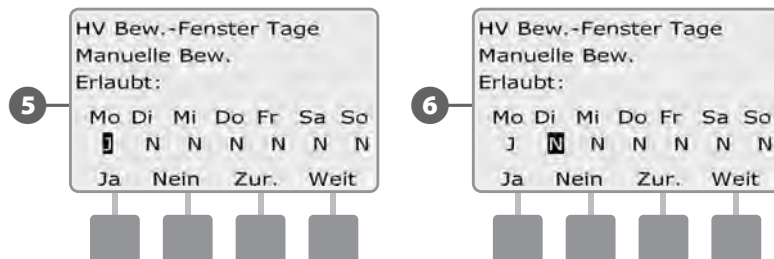 5
HV Bew.-Fenster Tage
Manuelle Bew.
Erlaubt:
Mo Di Mi Do Fr Sa So
J N N N N N N
Ja Nein Zur. Weit
6
HV Bew.-Fenster Tage
Manuelle Bew.
Erlaubt:
Mo Di Mi Do Fr Sa So
J N N N N N N
Ja Nein Zur. Weit